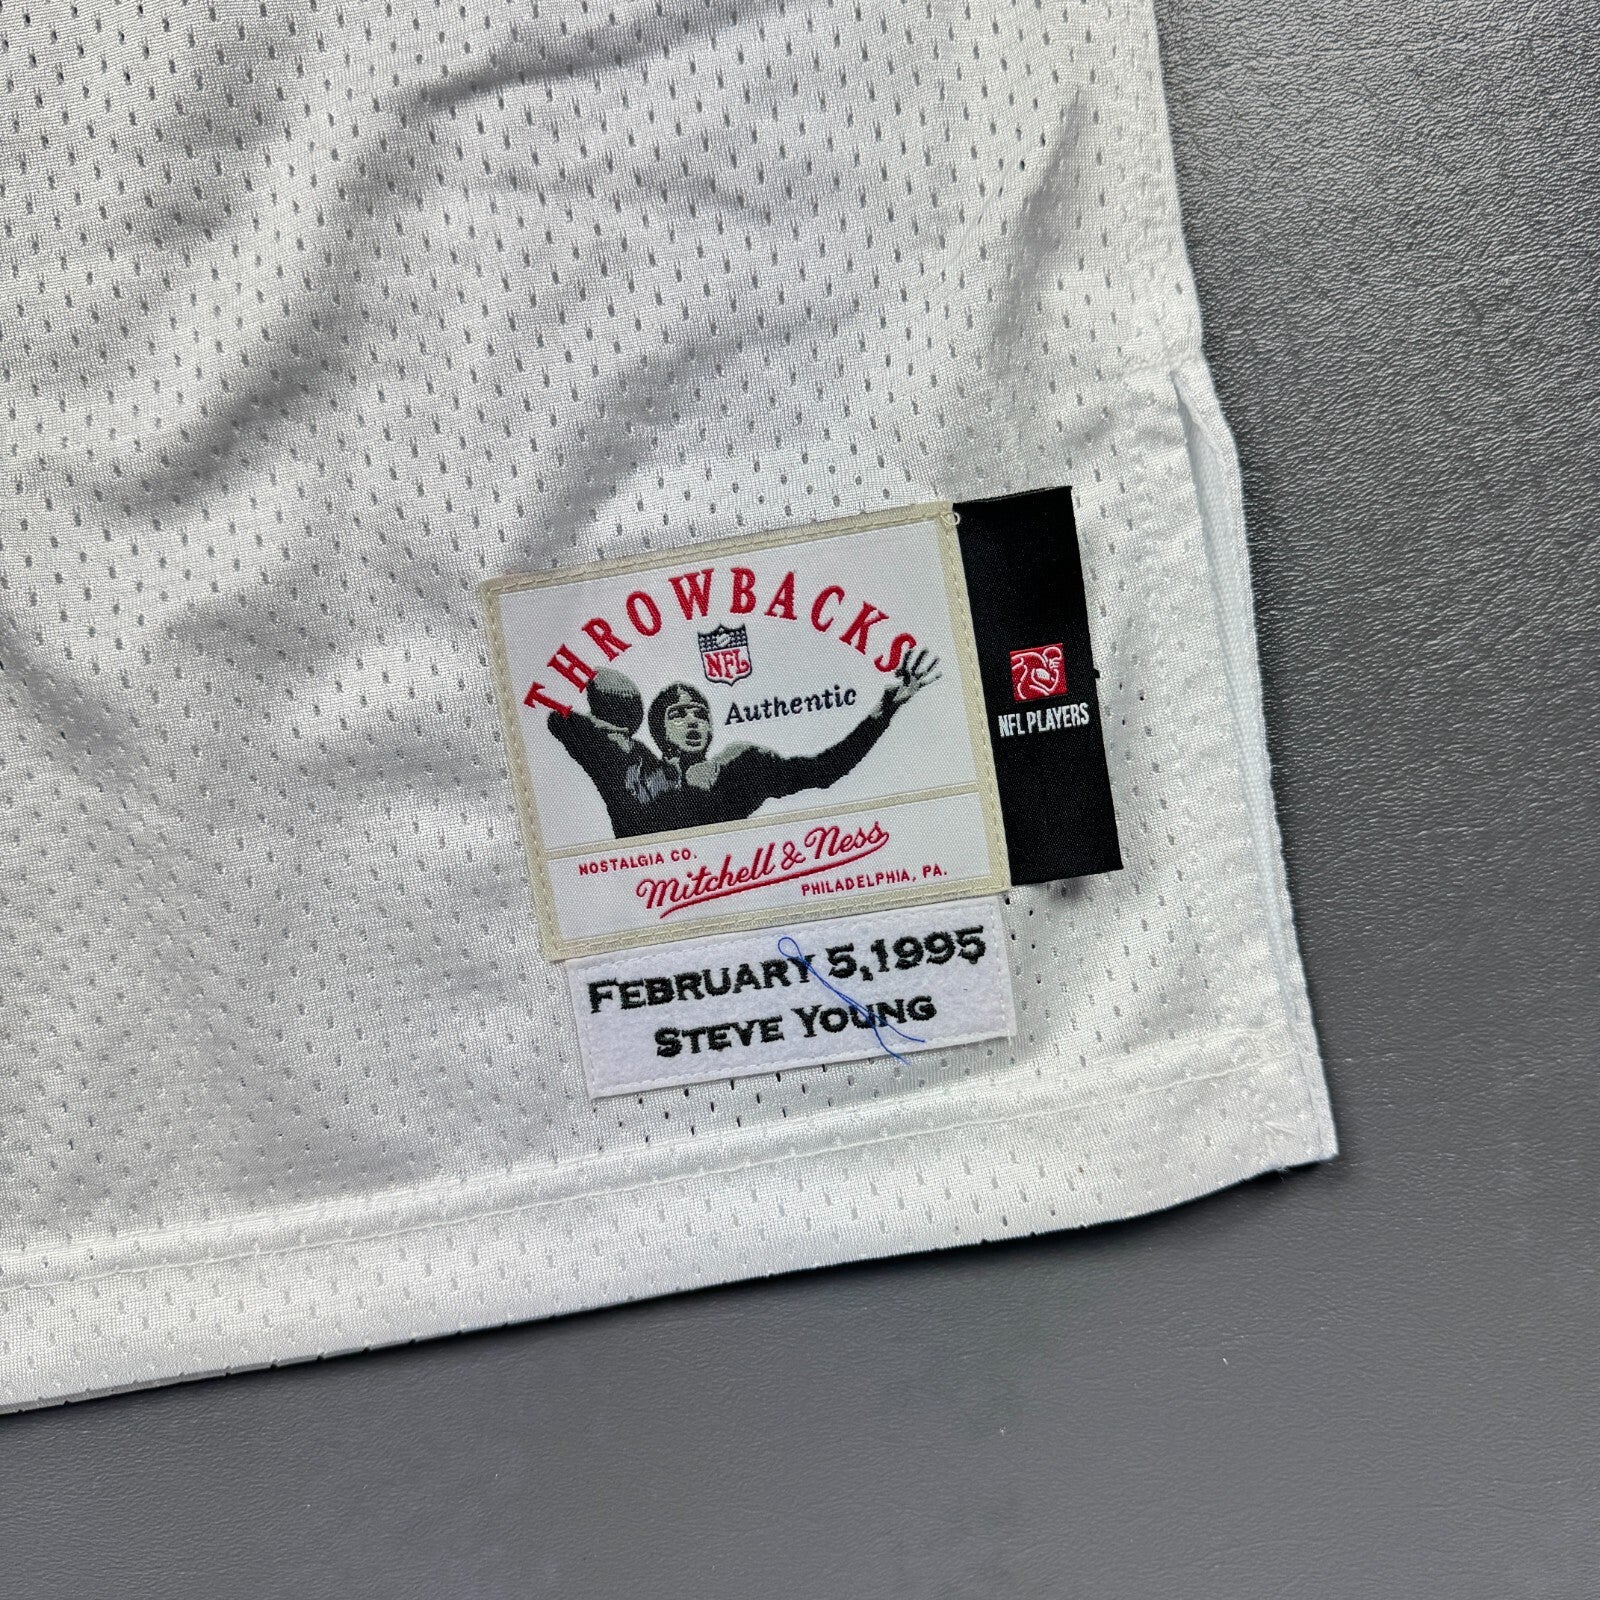 THROWBACKS
NFL
Authentic
NFL PLAYERS
NOSTALGIA CO.
Mitchell & Ness
PHILADELPHIA, PA.
FEBRUARY 5,1995
STEVE YOUNG